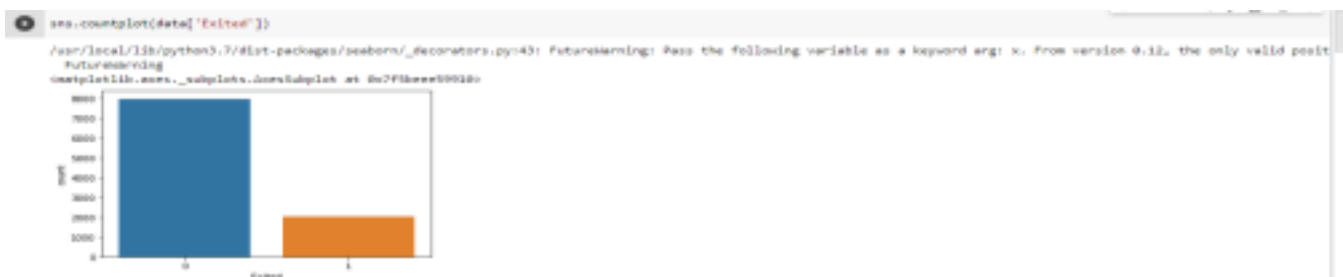 sns.countplot(data['Exited'])
/usr/local/lib/python3.7/dist-packages/seaborn/_decorators.py:43: FutureWarning: Pass the following variable as a keyword arg: x. From version 0.12, the only valid posit
FutureWarning
<matplotlib.axes._subplots.AxesSubplot at
8000
7000
6000
5000
count
4000
3000
2000
1000
0
0 1
Exited